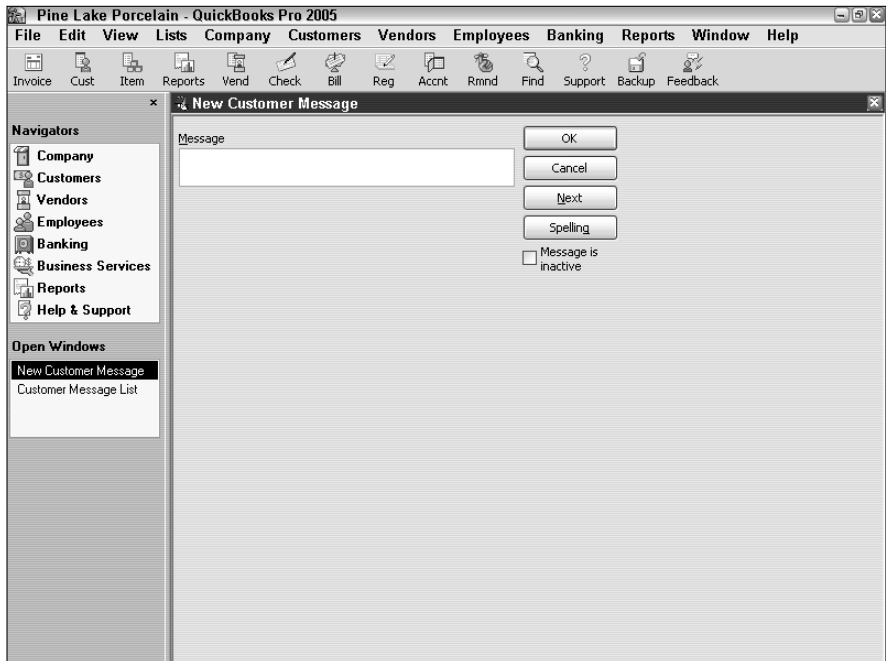 Pine Lake Porcelain - QuickBooks Pro 2005
File Edit View Lists Company Customers Vendors Employees Banking Reports Window Help
Invoice Cust Item Reports Vend Check Bill Reg Accnt Rmnd Find Support Backup Feedback
New Customer Message
Navigators
Company
Customers
Vendors
Employees
Banking
Business Services
Reports
Help & Support
Open Windows
New Customer Message
Customer Message List
Message
OK
Cancel
Next
Spelling
Message is
inactive